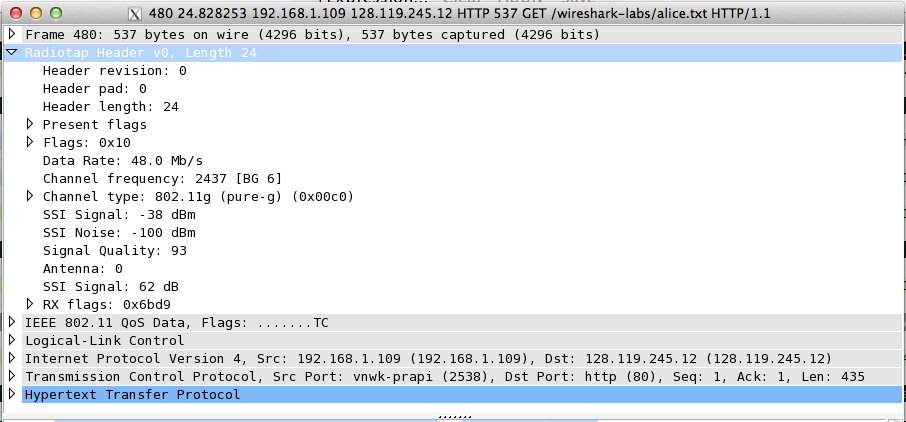 480 24.828253 192.168.1.109 128.119.245.12 HTTP 537 GET /wireshark-labs/alice.txt HTTP/1.1
Frame 480: 537 bytes on wire (4296 bits), 537 bytes captured (4296 bits)
Radiotap Header v0, Length 24
Header revision: 0
Header pad: 0
Header length: 24
Present flags
Flags: 0x10
Data Rate: 48.0 Mb/s
Channel frequency: 2437 [BG 6]
Channel type: 802.11g (pure-g) (0x00c0)
SSI Signal: -38 dBm
SSI Noise: -100 dBm
Signal Quality: 93
Antenna: 0
SSI Signal: 62 dB
RX flags: 0x6bd9
IEEE 802.11 QoS Data, Flags: .......TC
Logical-Link Control
Internet Protocol Version 4, Src: 192.168.1.109 (192.168.1.109), Dst: 128.119.245.12 (128.119.245.12)
Transmission Control Protocol, Src Port: vnwk-prapi (2538), Dst Port: http (80), Seq: 1, Ack: 1, Len: 435
Hypertext Transfer Protocol